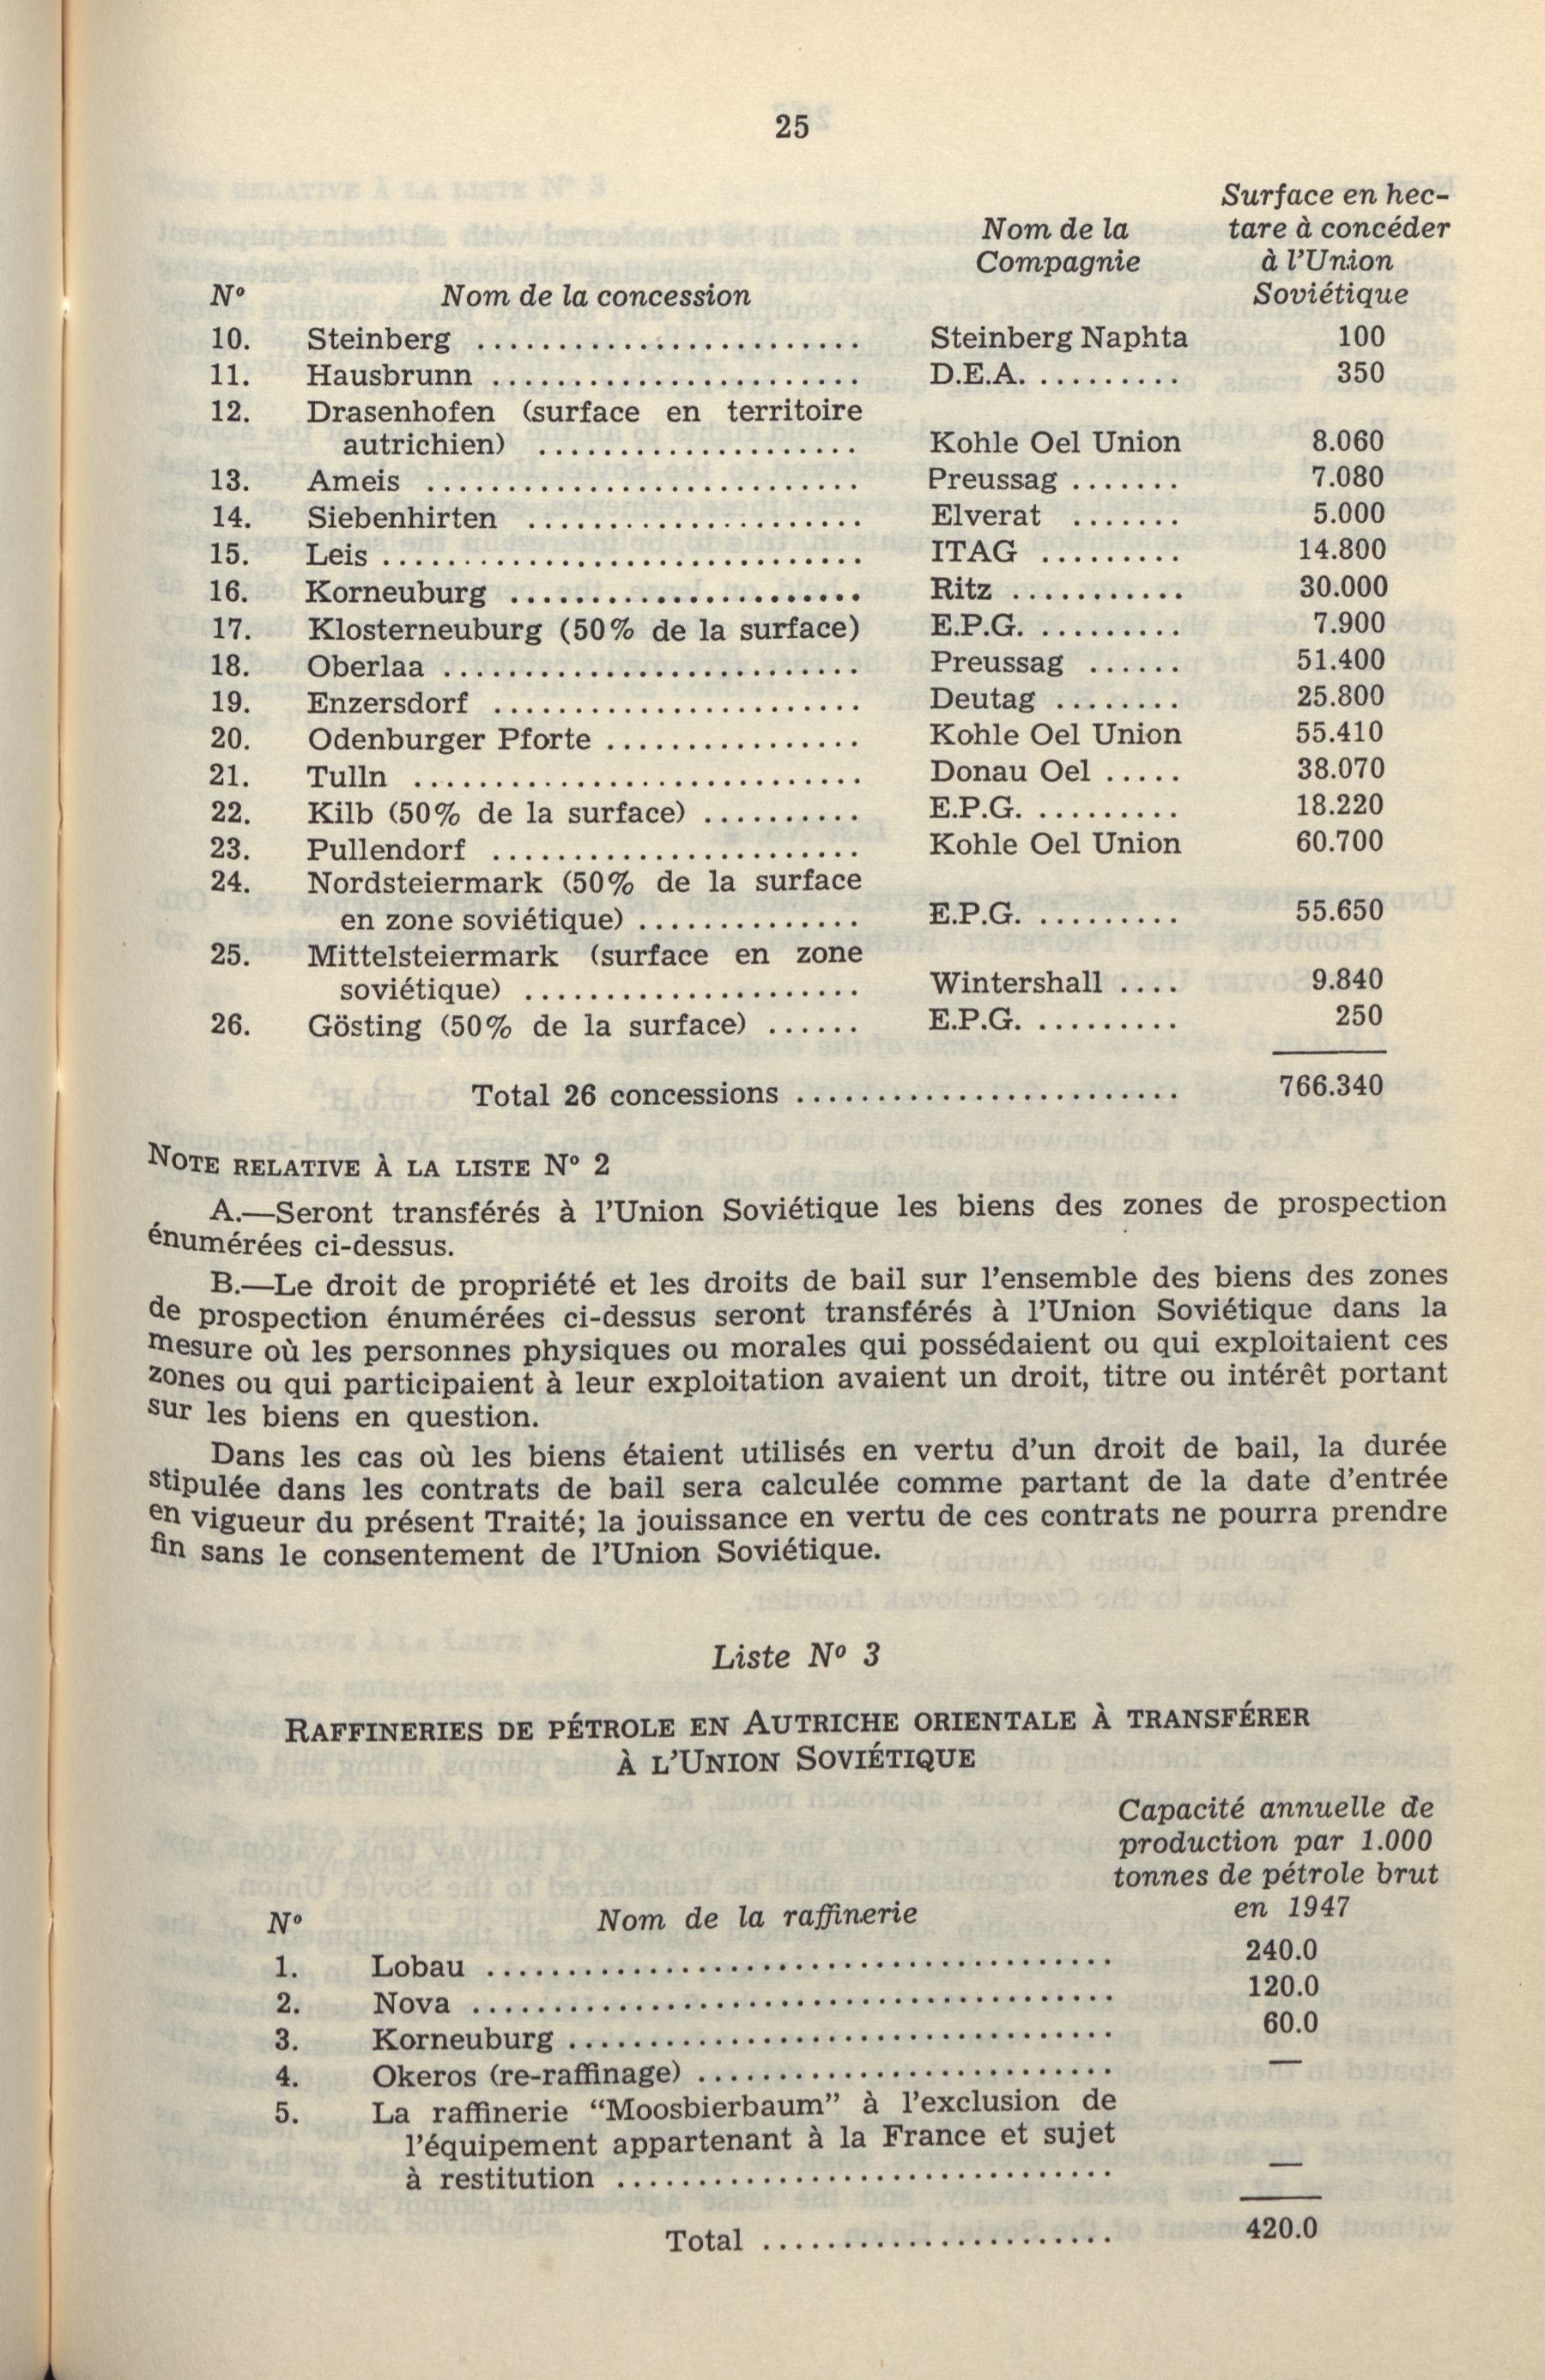 25
Nº Nom de la concession Nom de la Compagnie Surface en hec-
tare à concéder
à l'Union
Soviétique
10. Steinberg ........................ Steinberg Naphta 100
11. Hausbrunn ....................... D.E.A. .......... 350
12. Drasenhofen (surface en territoire
autrichien) .................... Kohle Oel Union 8.060
13. Ameis ........................... Preussag ....... 7.080
14. Siebenhirten ..................... Elverat ....... 5.000
15. Leis .............................. ITAG ......... 14.800
16. Korneuburg ...................... Ritz ........... 30.000
17. Klosterneuburg (50% de la surface) E.P.G. .......... 7.900
18. Oberlaa .......................... Preussag ...... 51.400
19. Enzersdorf ....................... Deutag ........ 25.800
20. Odenburger Pforte ................ Kohle Oel Union 55.410
21. Tulln ............................ Donau Oel ..... 38.070
22. Kilb (50% de la surface) .......... E.P.G. ......... 18.220
23. Pullendorf ....................... Kohle Oel Union 60.700
24. Nordsteiermark (50% de la surface
en zone soviétique) .............. E.P.G. ......... 55.650
25. Mittelsteiermark (surface en zone
soviétique) ..................... Wintershall .... 9.840
26. Gösting (50% de la surface) ...... E.P.G. ......... 250
Total 26 concessions ........................ 766.340
NOTE RELATIVE À LA LISTE Nº 2
A.—Seront transférés à l'Union Soviétique les biens des zones de prospection
énumérées ci-dessus.
B.—Le droit de propriété et les droits de bail sur l'ensemble des biens des zones
de prospection énumérées ci-dessus seront transférés à l'Union Soviétique dans la
mesure où les personnes physiques ou morales qui possédaient ou qui exploitaient ces
zones ou qui participaient à leur exploitation avaient un droit, titre ou intérêt portant
sur les biens en question.
Dans les cas où les biens étaient utilisés en vertu d'un droit de bail, la durée
stipulée dans les contrats de bail sera calculée comme partant de la date d'entrée
en vigueur du présent Traité; la jouissance en vertu de ces contrats ne pourra prendre
fin sans le consentement de l'Union Soviétique.
Liste Nº 3
RAFFINERIES DE PÉTROLE EN AUTRICHE ORIENTALE À TRANSFÉRER
À L'UNION SOVIÉTIQUE
Capacité annuelle de
production par 1.000
tonnes de pétrole brut
Nº Nom de la raffinerie en 1947
1. Lobau ....................................... 240.0
2. Nova ........................................ 120.0
3. Korneuburg .................................. 60.0
4. Okeros (re-raffinage) .......................... —
5. La raffinerie "Moosbierbaum" à l'exclusion de
l'équipement appartenant à la France et sujet
à restitution ............................... —
Total ...................... 420.0